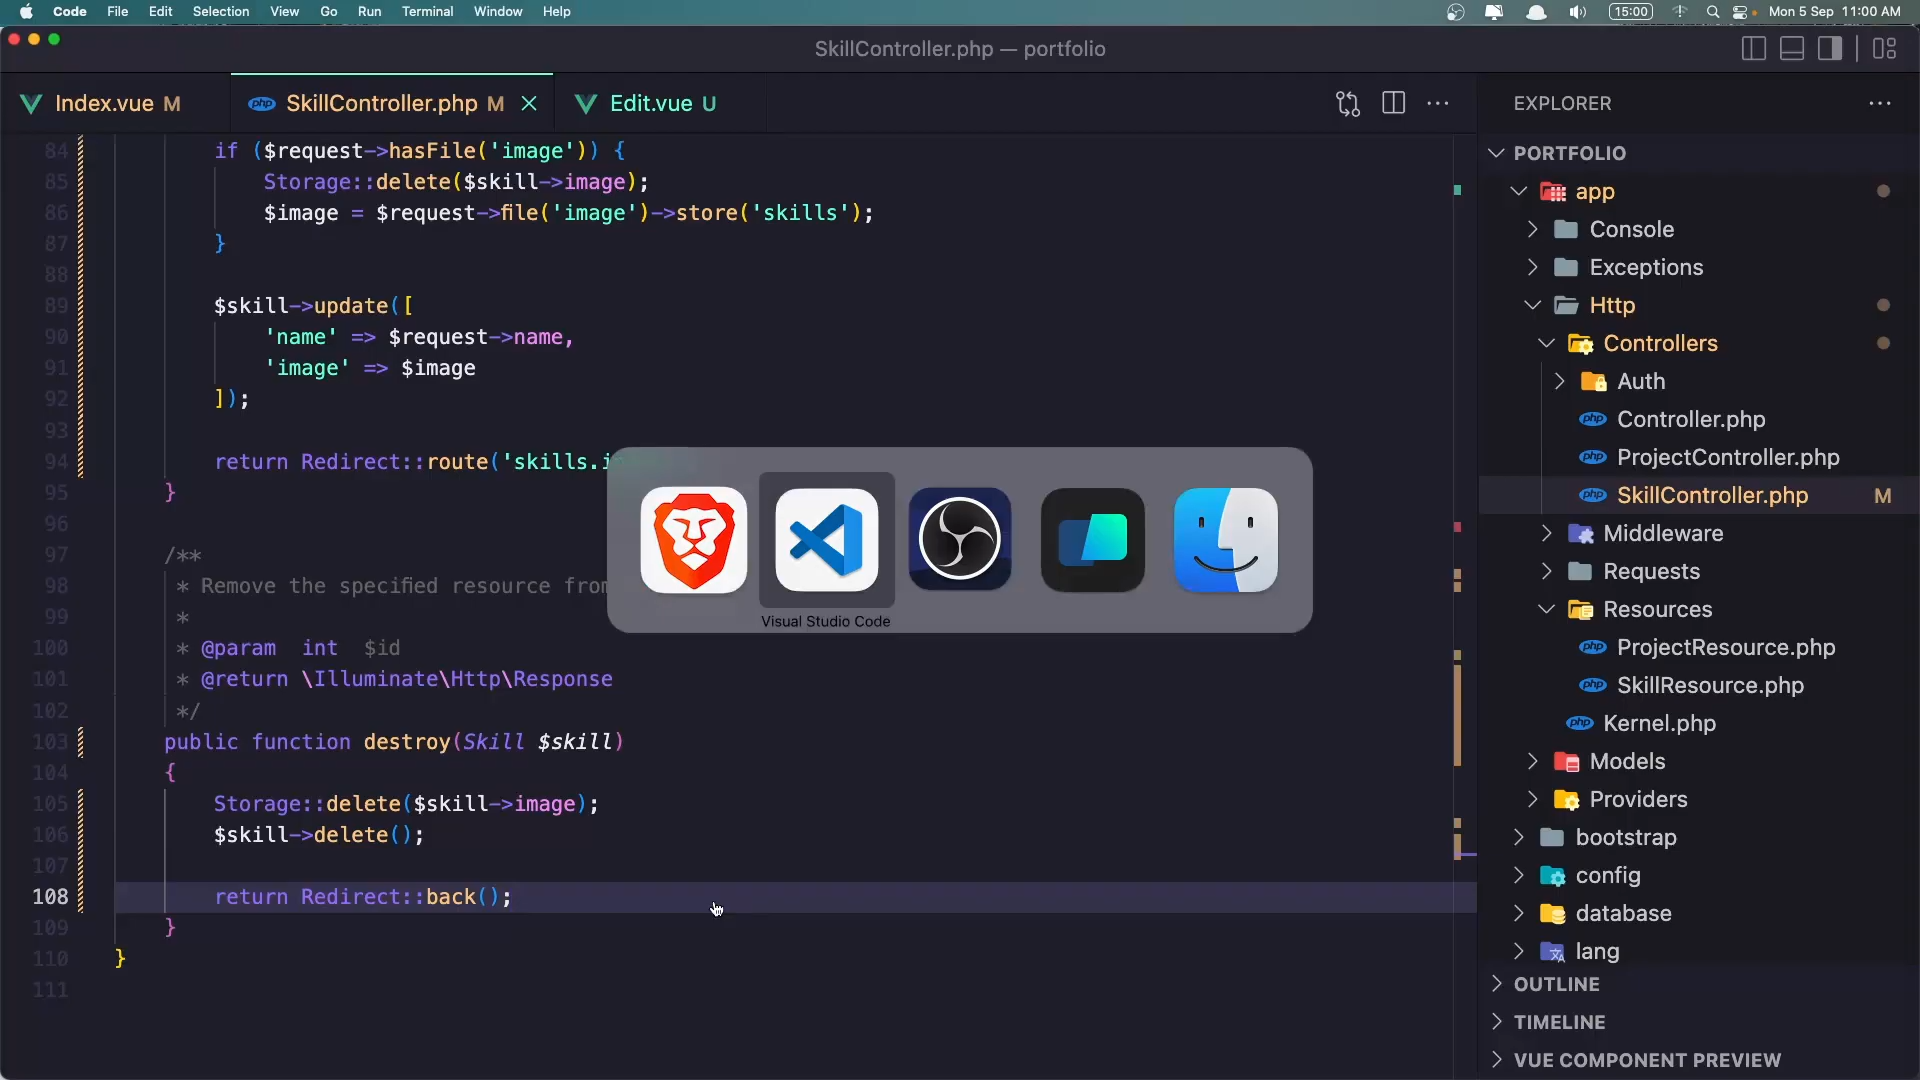 Code File Edit Selection View Go Run Terminal Window Help 15:00 Mon 5 Sep 11:00 AM
SkillController.php — portfolio
Index.vue M
SkillController.php M
Edit.vue U
84 if ($request->hasFile('image')) {
85 Storage::delete($skill->image);
86 $image = $request->file('image')->store('skills');
87 }
88
89 $skill->update([
90 'name' => $request->name,
91 'image' => $image
92 ]);
93
94 return Redirect::route('skills.i
95 }
96
97 /**
98 * Remove the specified resource from
99 *
100 * @param int $id
101 * @return \Illuminate\Http\Response
102 */
103 public function destroy(Skill $skill)
104 {
105 Storage::delete($skill->image);
106 $skill->delete();
107
108 return Redirect::back();
109 }
110 }
111
Visual Studio Code
EXPLORER
PORTFOLIO
app
Console
Exceptions
Http
Controllers
Auth
php Controller.php
php ProjectController.php
php SkillController.php M
Middleware
Requests
Resources
php ProjectResource.php
php SkillResource.php
php Kernel.php
Models
Providers
bootstrap
config
database
lang
OUTLINE
TIMELINE
VUE COMPONENT PREVIEW